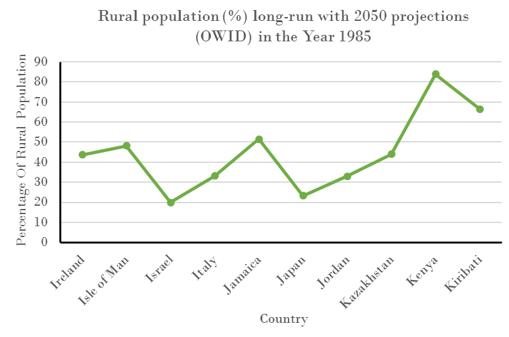 Rural population (%) long-run with 2050 projections
(OWID) in the Year 1985
Percentage Of Rural Population
90
80
70
60
50
40
30
20
10
0
Ireland
Isle of Man
Israel
Italy
Jamaica
Japan
Jordan
Kazakhstan
Kenya
Kiribati
Country